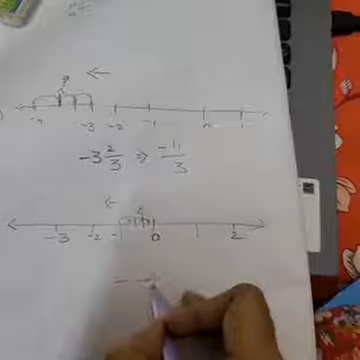 P
←
-4 -3 -2 -1 0 1
-3 2/3 ⇒ -11/3
←
A
-3 -2 -1 0 1 2
= -